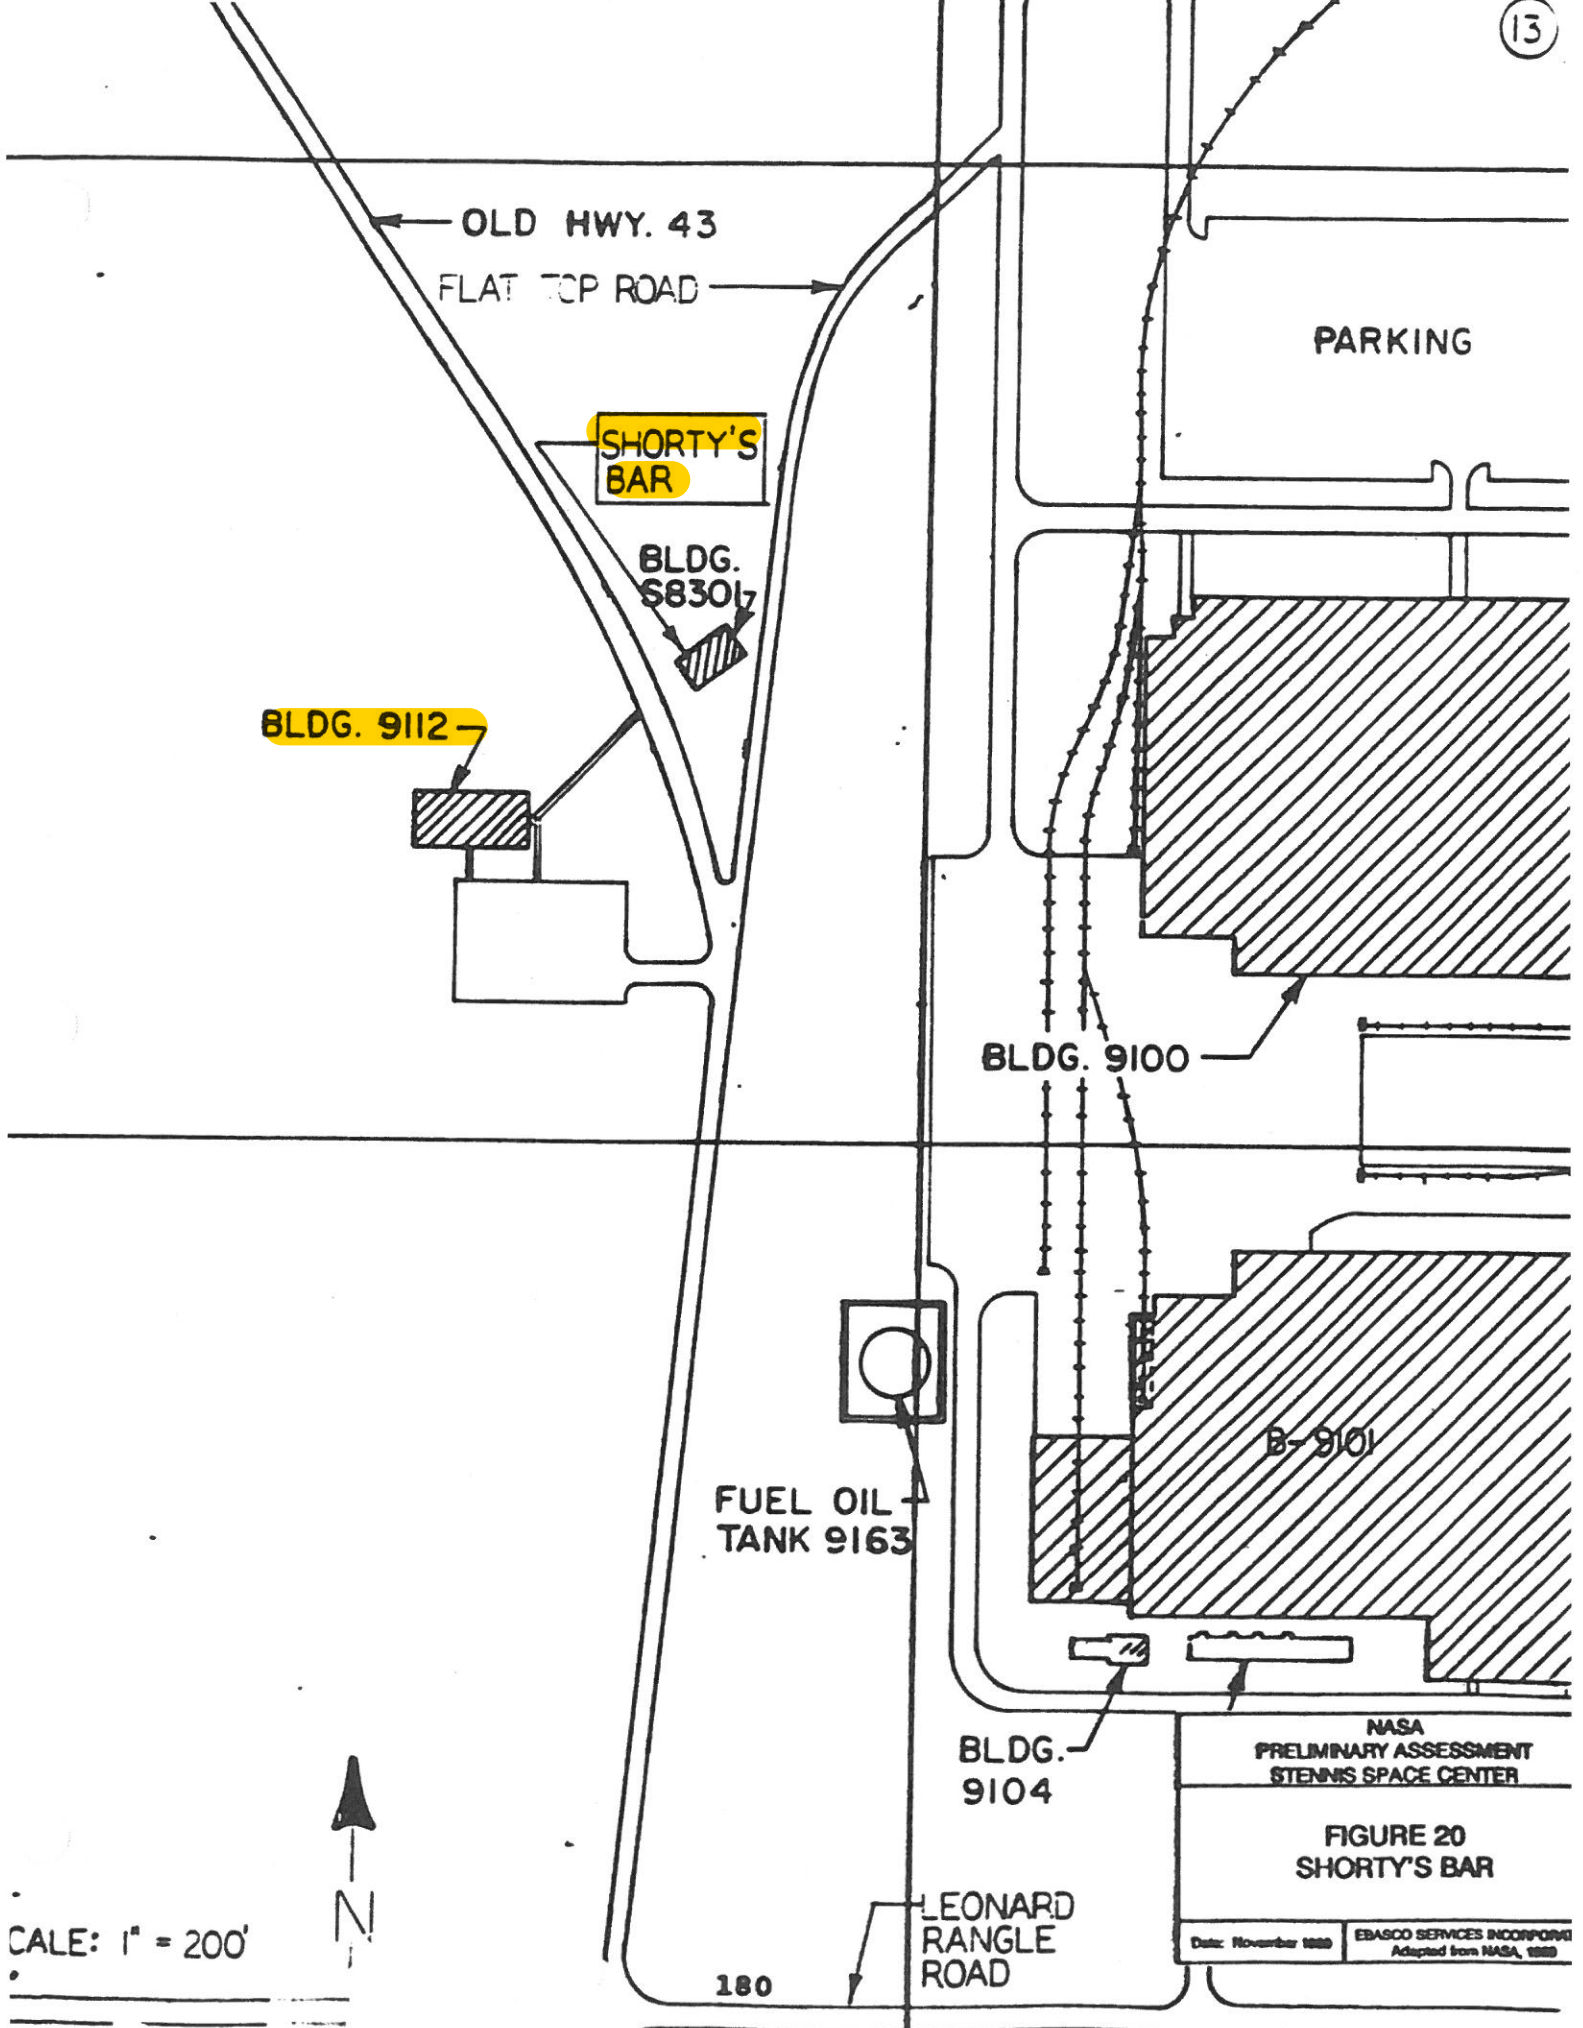 13
OLD HWY. 43
FLAT TOP ROAD
PARKING
SHORTY'S
BAR
BLDG.
S8301
BLDG. 9112
BLDG. 9100
B-9101
FUEL OIL
TANK 9163
BLDG.
9104
NASA
PRELIMINARY ASSESSMENT
STENNIS SPACE CENTER
FIGURE 20
SHORTY'S BAR
Date: November
EBASCO SERVICES
Adapted from NASA,
LEONARD
RANGLE
ROAD
180
N
CALE: 1" = 200'